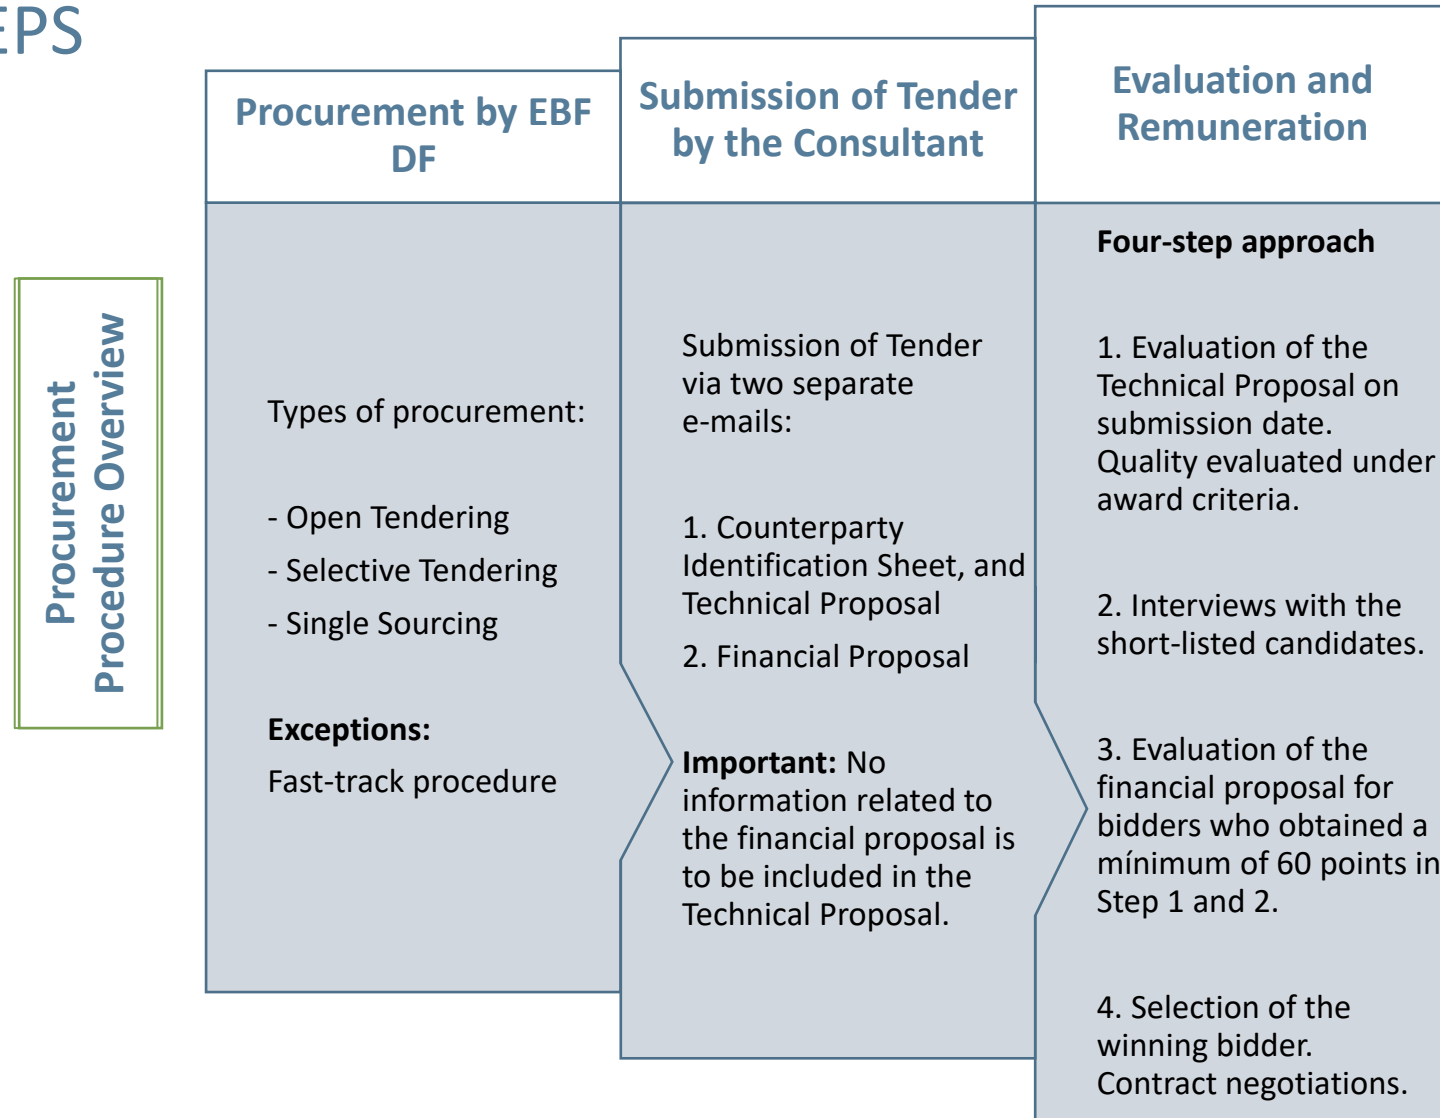 EPS
Procurement
Procedure Overview
Procurement by EBF
DF
Types of procurement:
- Open Tendering
- Selective Tendering
- Single Sourcing
Exceptions:
Fast-track procedure
Submission of Tender
by the Consultant
Submission of Tender
via two separate
e-mails:
1. Counterparty
Identification Sheet, and
Technical Proposal
2. Financial Proposal
Important: No
information related to
the financial proposal is
to be included in the
Technical Proposal.
Evaluation and
Remuneration
Four-step approach
1. Evaluation of the
Technical Proposal on
submission date.
Quality evaluated under
award criteria.
2. Interviews with the
short-listed candidates.
3. Evaluation of the
financial proposal for
bidders who obtained a
mínimum of 60 points in
Step 1 and 2.
4. Selection of the
winning bidder.
Contract negotiations.